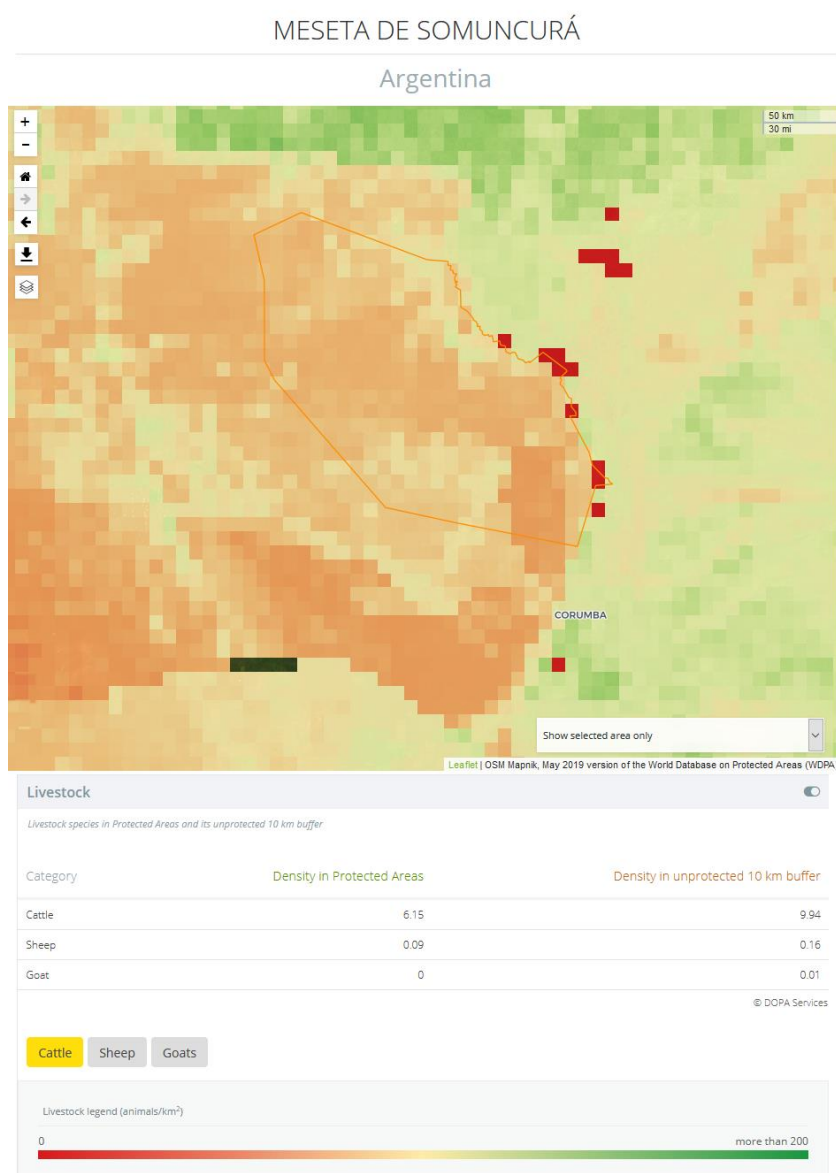 MESETA DE SOMUNCURÁ
Argentina
+
-
50 km
30 mi
CORUMBA
Show selected area only
Leaflet | OSM Mapnik, May 2019 version of the World Database on Protected Areas (WDPA
Livestock
Livestock species in Protected Areas and its unprotected 10 km buffer
Category Density in Protected Areas Density in unprotected 10 km buffer
Cattle 6.15 9.94
Sheep 0.09 0.16
Goat 0 0.01
© DOPA Services
Cattle Sheep Goats
Livestock legend (animals/km²)
0 more than 200